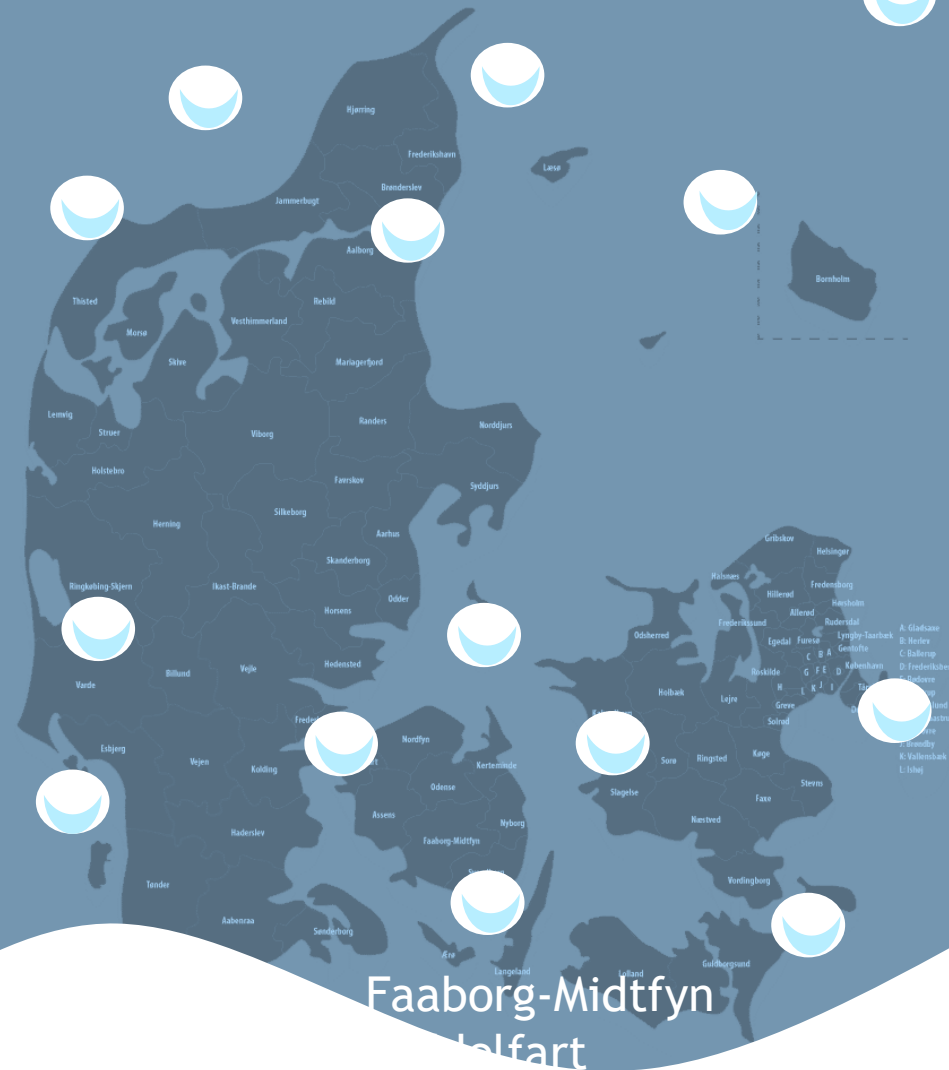 Hjørring
Frederikshavn
Læsø
Brønderslev
Jammerbugt
Aalborg
Bornholm
Thisted
Rebild
Vesthimmerland
Morsø
Skive
Mariagerfjord
Lemvig
Randers
Norddjurs
Struer
Viborg
Holstebro
Favrskov
Syddjurs
Silkeborg
Herning
Aarhus
Gribskov
Helsingør
Skanderborg
Halsnæs
Ringkøbing-Skjern
Ikast-Brande
Fredensborg
Hillerød
Odder
Hørsholm
Horsens
Allerød
Frederikssund
Rudersdal
A: Gladsaxe
Odsherred
Egedal
Furesø
Lyngby-Taarbæk
B: Herlev
Gentofte
C: Ballerup
Hedensted
København
D: Frederiksberg
Vejle
Billund
Roskilde
C B A
G F E D
H L K J I
Varde
Holbæk
Lejre
Greve
Solrød
Nordfyn
Esbjerg
Vejen
Kolding
Kerteminde
Sorø
Ringsted
Køge
J: Brøndby
K: Vallensbæk
L: Ishøj
Odense
Slagelse
Stevns
Faxe
Assens
Nyborg
Næstved
Haderslev
Faaborg-Midtfyn
Tønder
Vordingborg
Aabenraa
Sønderborg
Ærø
Langeland
Guldborgsund
Lolland
Faaborg-Midtfyn